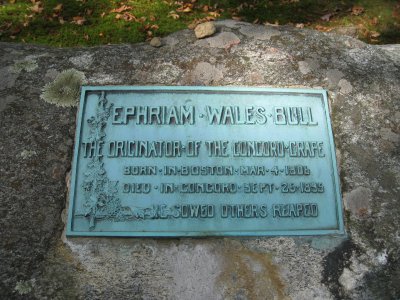 EPHRIAM·WALES·BULL
THE·ORIGINATOR·OF·THE·CONCORD·GRAPE
BORN·IN·BOSTON·MAR·4·1806
DIED·IN·CONCORD·SEPT·26·1895
HE·SOWED OTHERS REAPED